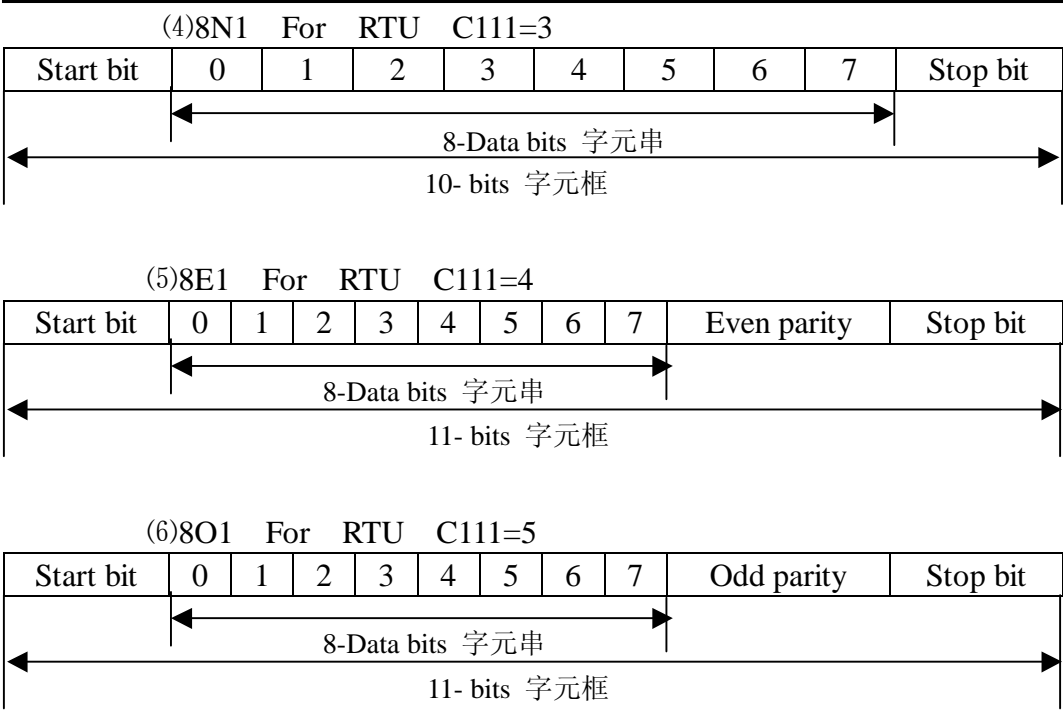 ⑷8N1 For RTU C111=3
Start bit 0 1 2 3 4 5 6 7 Stop bit
8-Data bits 字元串
10- bits 字元框
⑸8E1 For RTU C111=4
Start bit 0 1 2 3 4 5 6 7 Even parity Stop bit
8-Data bits 字元串
11- bits 字元框
⑹8O1 For RTU C111=5
Start bit 0 1 2 3 4 5 6 7 Odd parity Stop bit
8-Data bits 字元串
11- bits 字元框